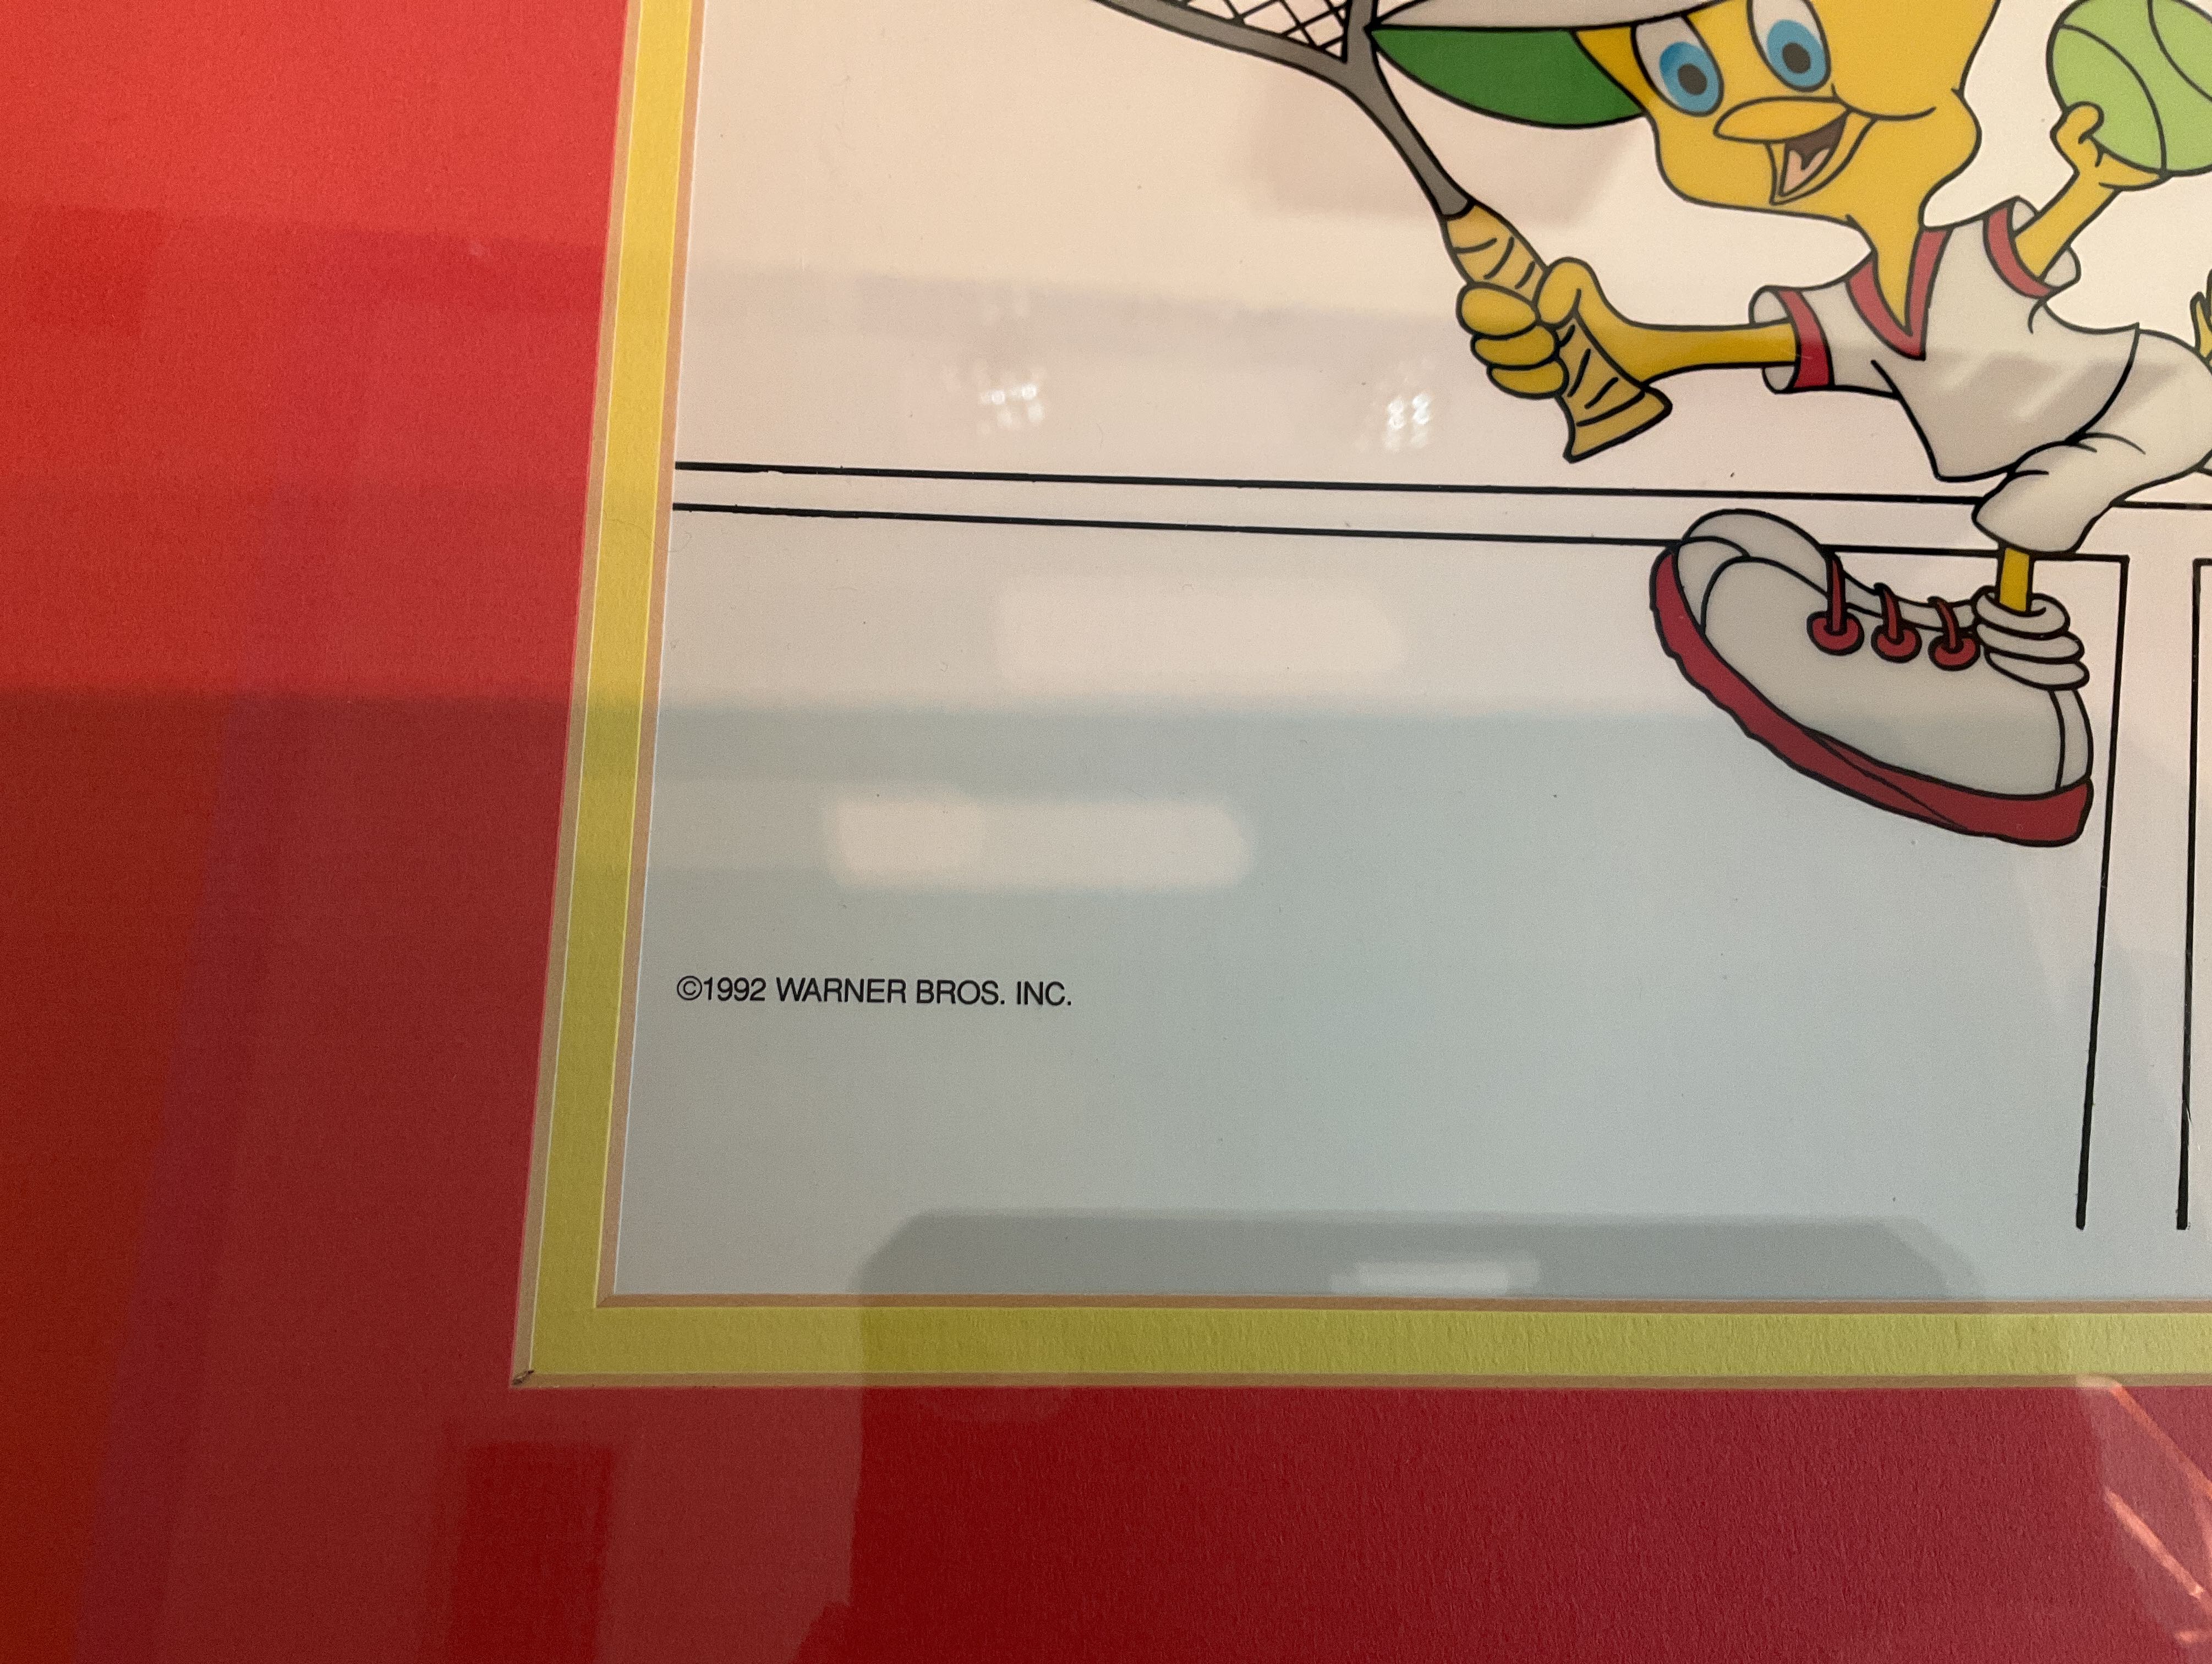 ©1992 WARNER BROS. INC.